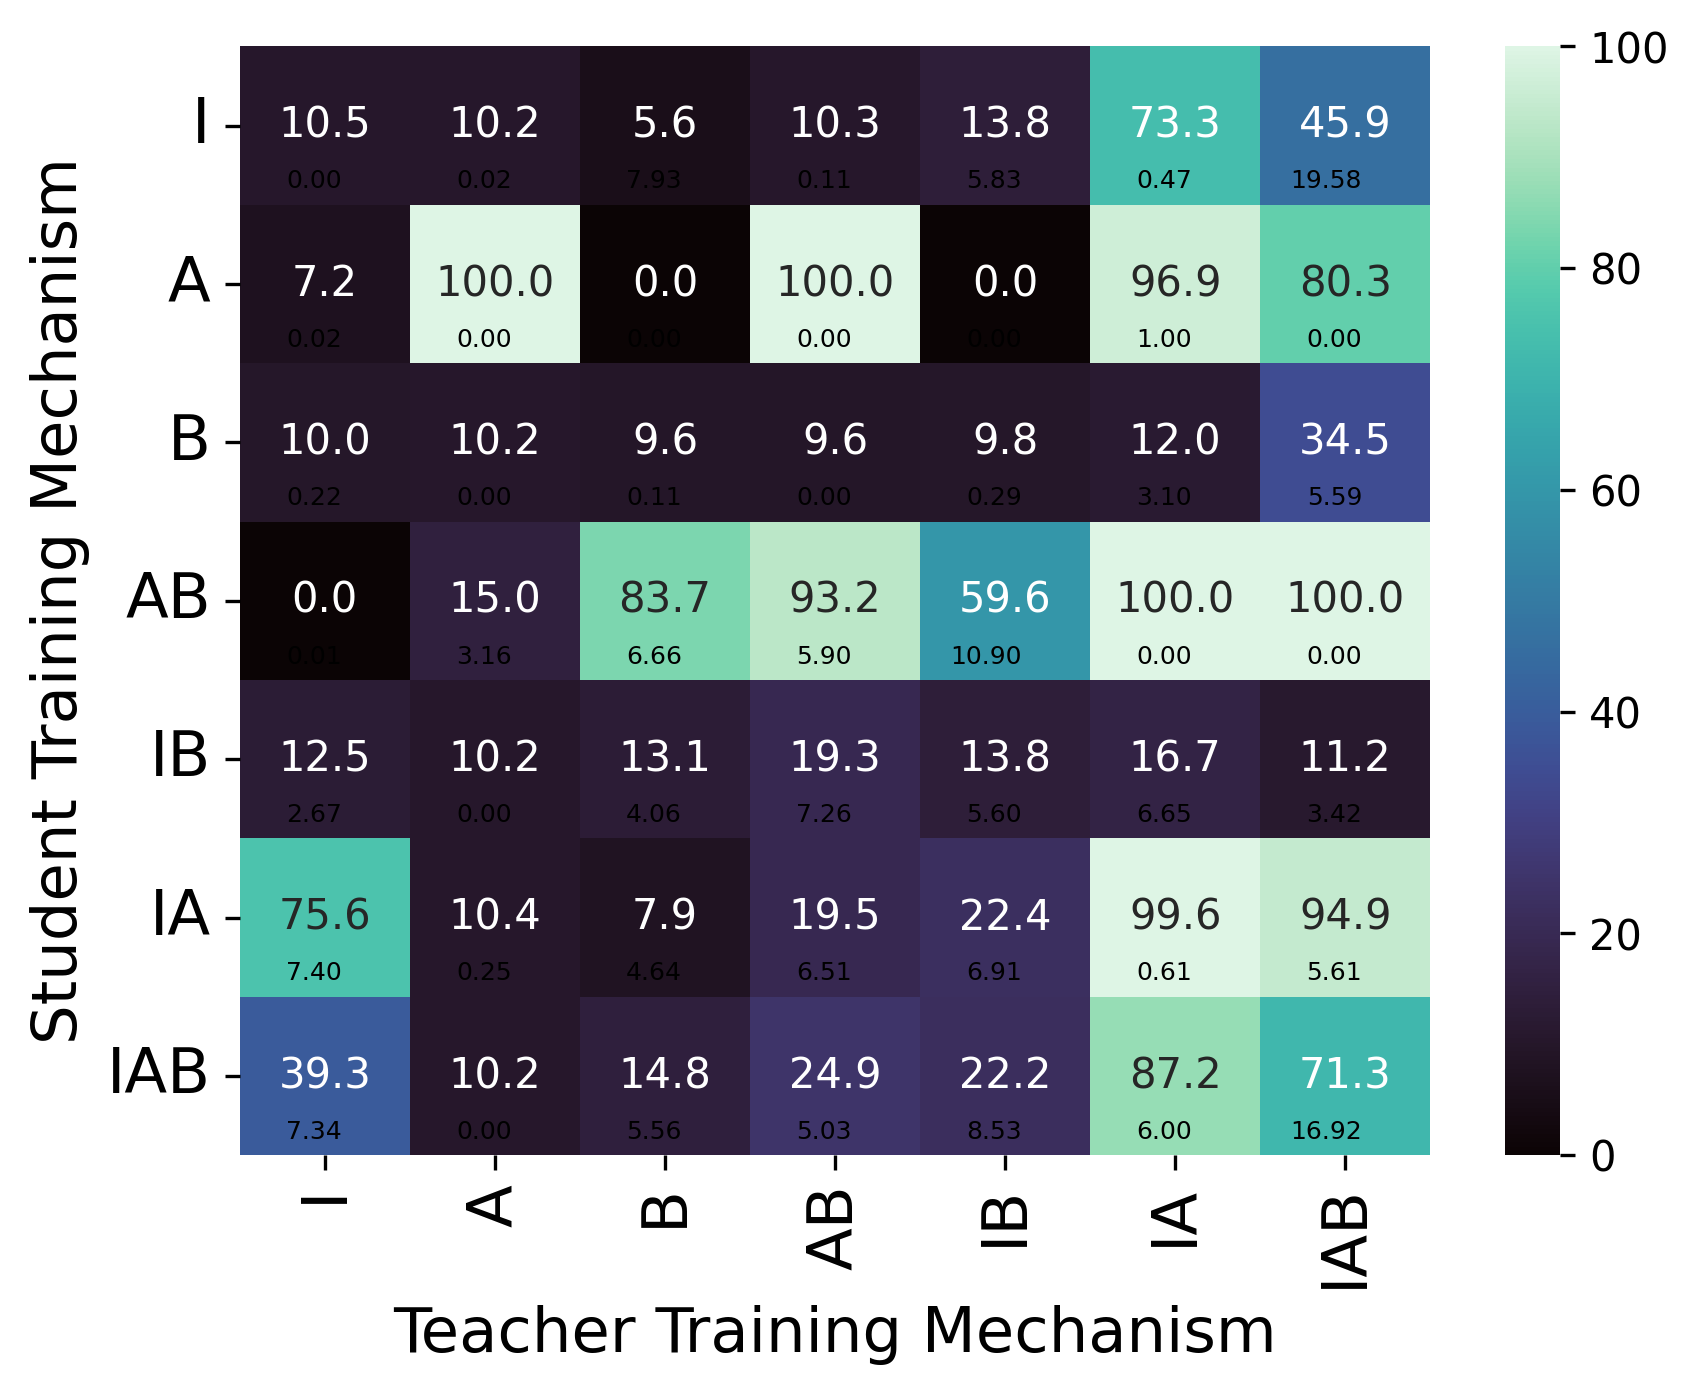 I 10.5 10.2 5.6 10.3 13.8 73.3 45.9 100
0.00 0.02 7.93 0.11 5.83 0.47 19.58
A 7.2 100.0 0.0 100.0 0.0 96.9 80.3 80
0.02 0.00 0.00 0.00 0.00 1.00 0.00
B 10.0 10.2 9.6 9.6 9.8 12.0 34.5
0.22 0.00 0.11 0.00 0.29 3.10 5.59 60
AB 0.0 15.0 83.7 93.2 59.6 100.0 100.0
0.01 3.16 6.66 5.90 10.90 0.00 0.00
IB 12.5 10.2 13.1 19.3 13.8 16.7 11.2 40
2.67 0.00 4.06 7.26 5.60 6.65 3.42
IA 75.6 10.4 7.9 19.5 22.4 99.6 94.9 20
7.40 0.25 4.64 6.51 6.91 0.61 5.61
IAB 39.3 10.2 14.8 24.9 22.2 87.2 71.3
7.34 0.00 5.56 5.03 8.53 6.00 16.92 0
I A B AB IB IA IAB
Teacher Training Mechanism
Student Training Mechanism